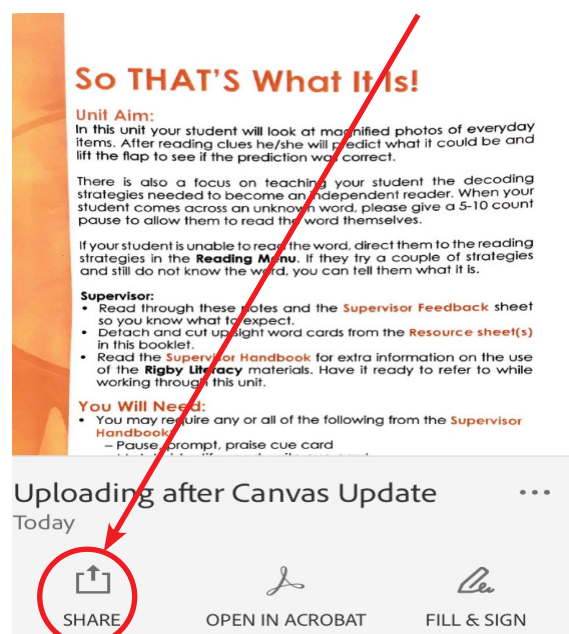 So THAT'S What It Is!
Unit Aim:
In this unit your student will look at magnified photos of everyday
items. After reading clues he/she will predict what it could be and
lift the flap to see if the prediction was correct.
There is also a focus on teaching your student the decoding
strategies needed to become an independent reader. When your
student comes across an unknown word, please give a 5-10 count
pause to allow them to read the word themselves.
If your student is unable to read the word, direct them to the reading
strategies in the Reading Menu. If they try a couple of strategies
and still do not know the word, you can tell them what it is.
Supervisor:
• Read through these notes and the Supervisor Feedback sheet
so you know what to expect.
• Detach and cut up sight word cards from the Resource sheet(s)
in this booklet.
• Read the Supervisor Handbook for extra information on the use
of the Rigby Literacy materials. Have it ready to refer to while
working through this unit.
You Will Need:
• You may require any or all of the following from the Supervisor
Handbook:
– Pause, prompt, praise cue card
Uploading after Canvas Update
Today
SHARE OPEN IN ACROBAT FILL & SIGN